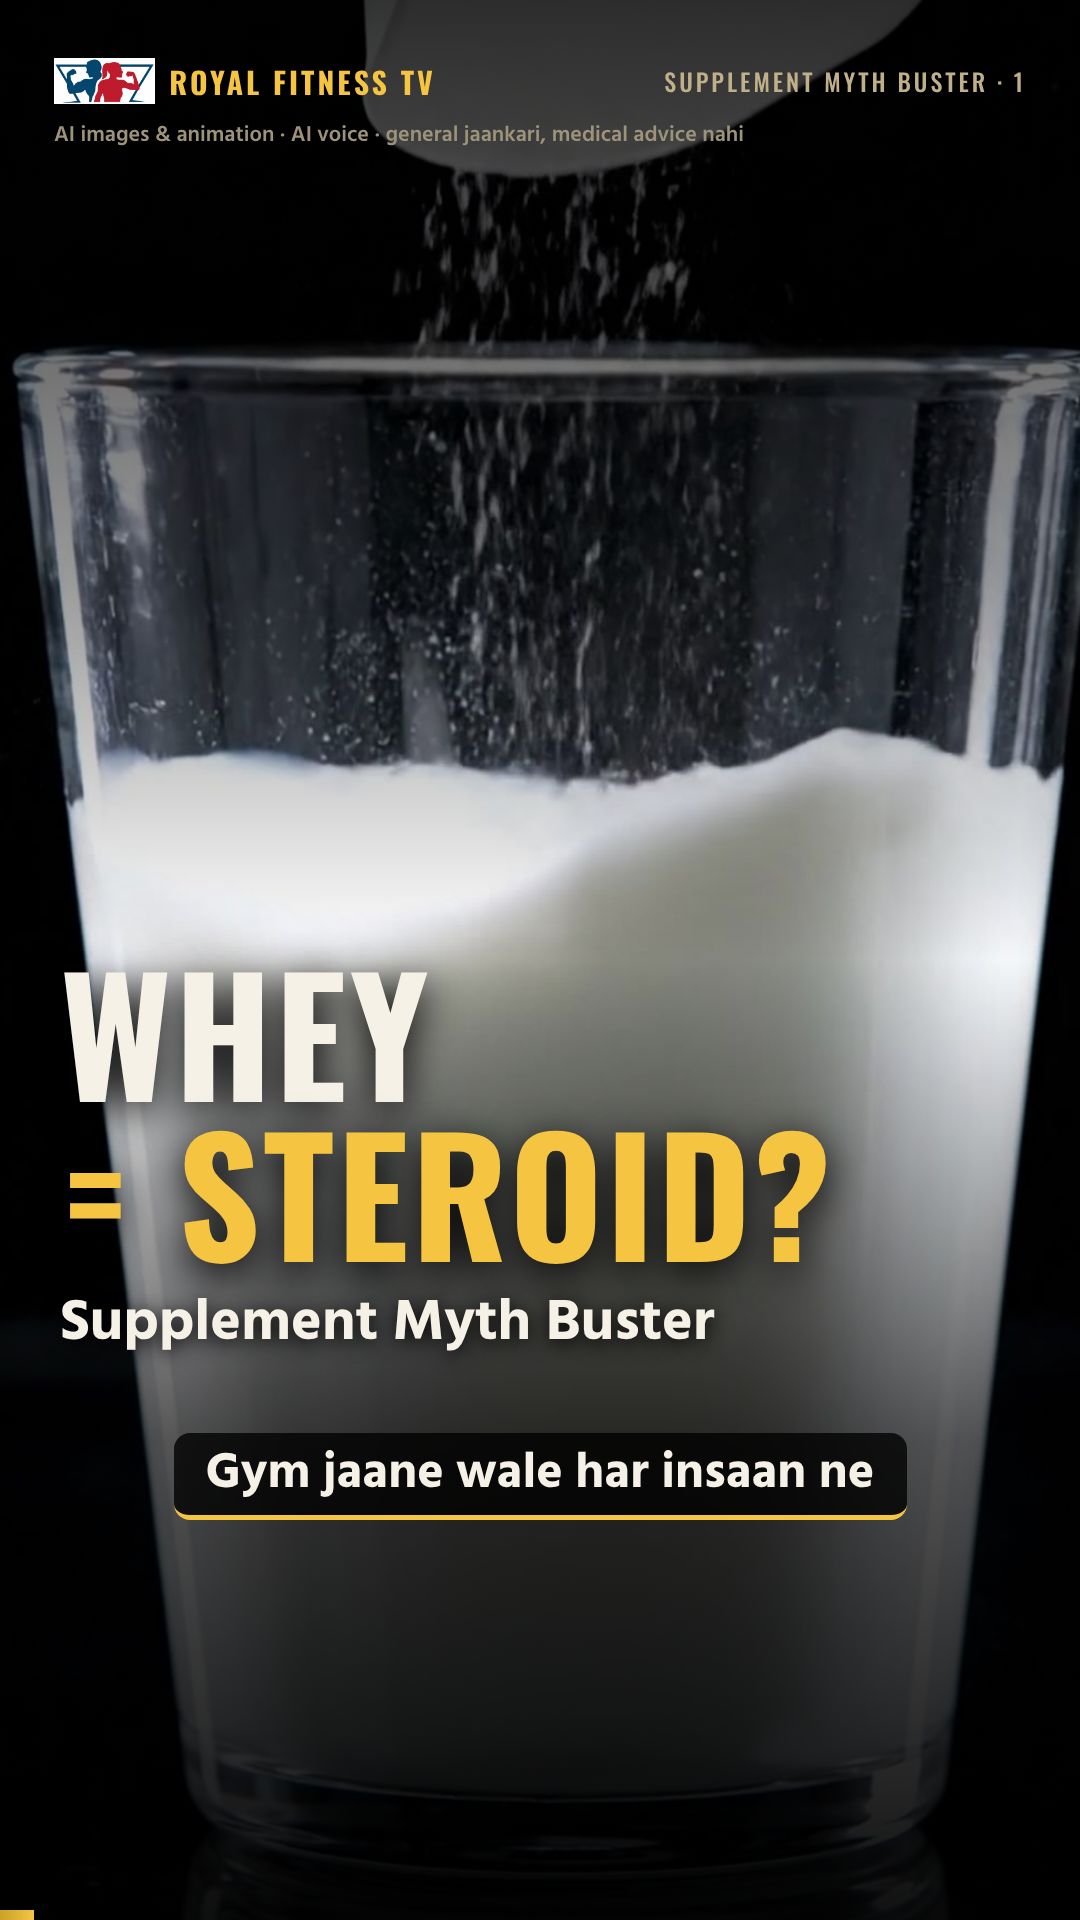 ROYAL FITNESS TV
SUPPLEMENT MYTH BUSTER · 1
AI images & animation · AI voice · general jaankari, medical advice nahi
WHEY
= STEROID?
Supplement Myth Buster
Gym jaane wale har insaan ne